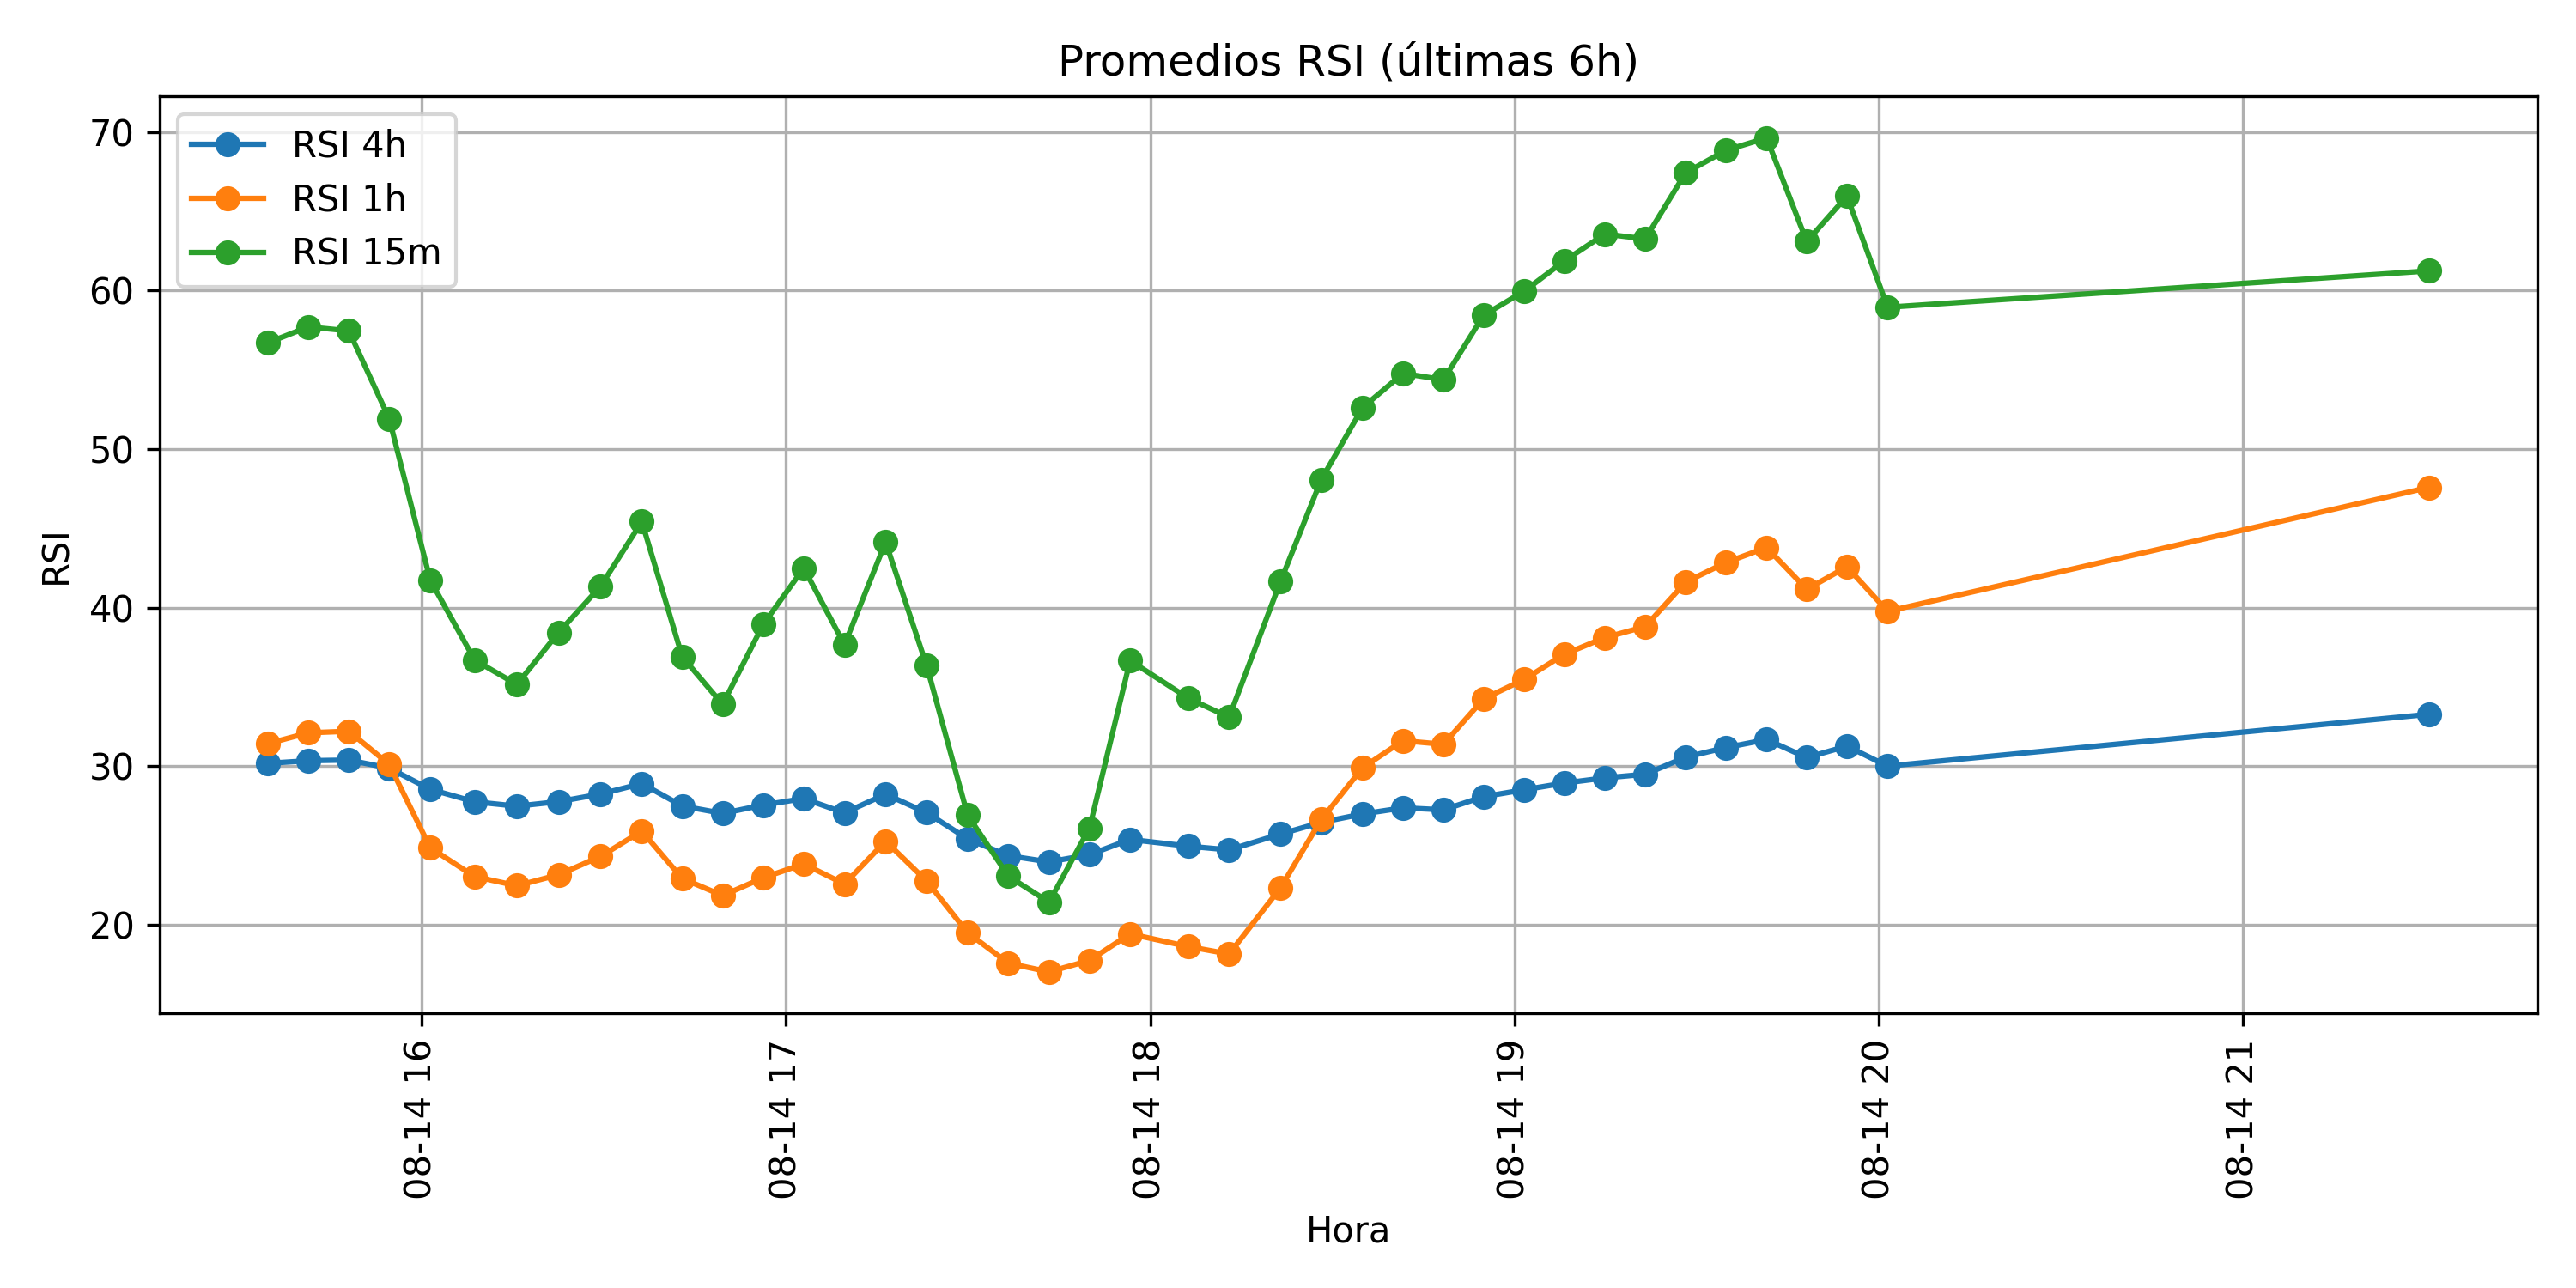 Promedios RSI (últimas 6h)
RSI 4h
RSI 1h
RSI 15m
RSI
70
60
50
40
30
20
08-14 16
08-14 17
08-14 18
08-14 19
08-14 20
08-14 21
Hora